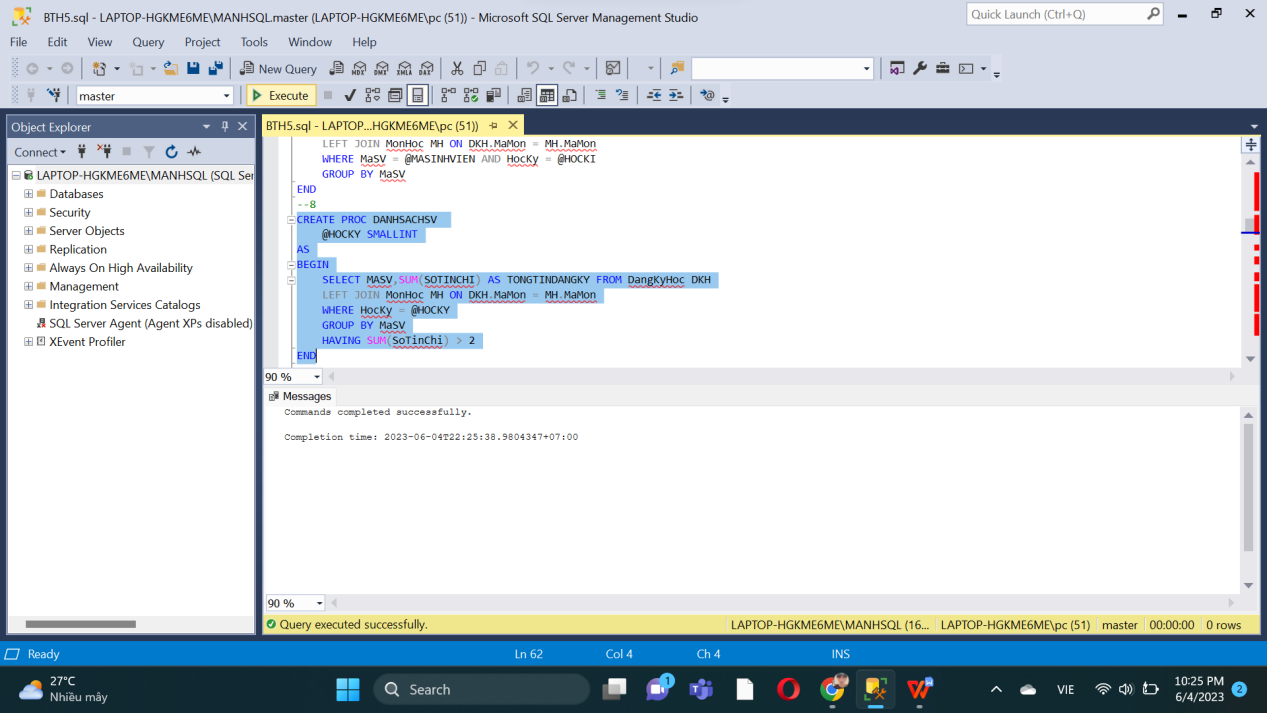 BTH5.sql - LAPTOP-HGKME6ME\MANHSQL.master (LAPTOP-HGKME6ME\pc (51)) - Microsoft SQL Server Management Studio
Quick Launch (Ctrl+Q)
File Edit View Query Project Tools Window Help
New Query
MDX DMX XMLA DAX
master
Execute
Object Explorer
Connect
LAPTOP-HGKME6ME\MANHSQL (SQL Ser
Databases
Security
Server Objects
Replication
Always On High Availability
Management
Integration Services Catalogs
SQL Server Agent (Agent XPs disabled)
XEvent Profiler
BTH5.sql - LAPTOP...HGKME6ME\pc (51))
LEFT JOIN MonHoc MH ON DKH.MaMon = MH.MaMon
WHERE MaSV = @MASINHVIEN AND HocKy = @HOCKI
GROUP BY MaSV
END
--8
CREATE PROC DANHSACHSV
@HOCKY SMALLINT
AS
BEGIN
SELECT MASV,SUM(SOTINCHI) AS TONGTINDANGKY FROM DangKyHoc DKH
LEFT JOIN MonHoc MH ON DKH.MaMon = MH.MaMon
WHERE HocKy = @HOCKY
GROUP BY MaSV
HAVING SUM(SoTinChi) > 2
END
90 %
Messages
Commands completed successfully.
Completion time: 2023-06-04T22:25:38.9804347+07:00
90 %
Query executed successfully.
LAPTOP-HGKME6ME\MANHSQL (16... LAPTOP-HGKME6ME\pc (51) master 00:00:00 0 rows
Ready
Ln 62 Col 4 Ch 4 INS
27°C
Nhiều mây
Search
1
VIE
10:25 PM
6/4/2023
2